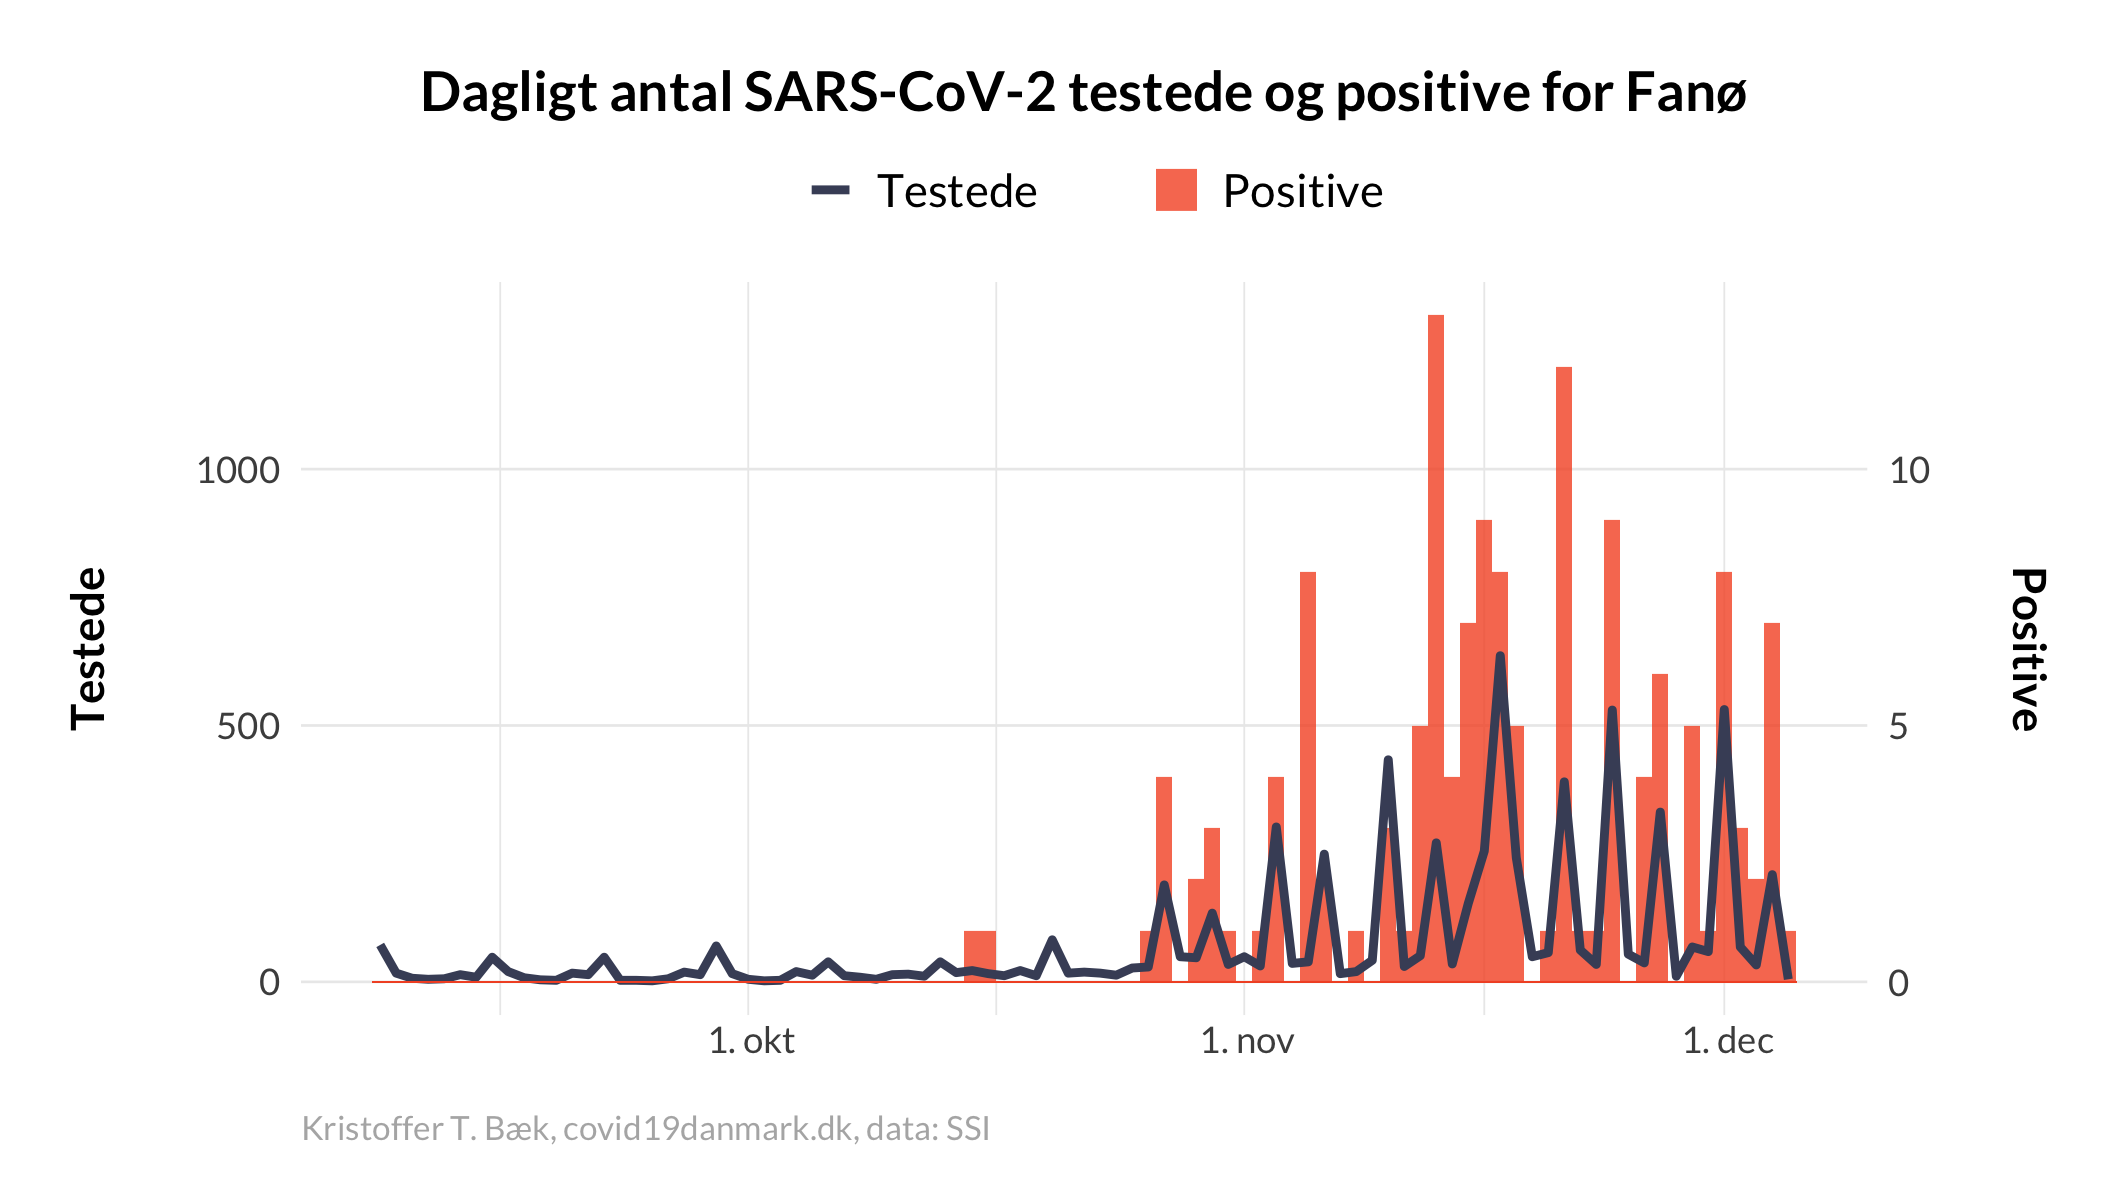 Dagligt antal SARS-CoV-2 testede og positive for Fanø
Testede
Positive
1000
500
0
10
5
0
Testede
Positive
1. okt
1. nov
1. dec
Kristoffer T. Bæk, covid19danmark.dk, data: SSI